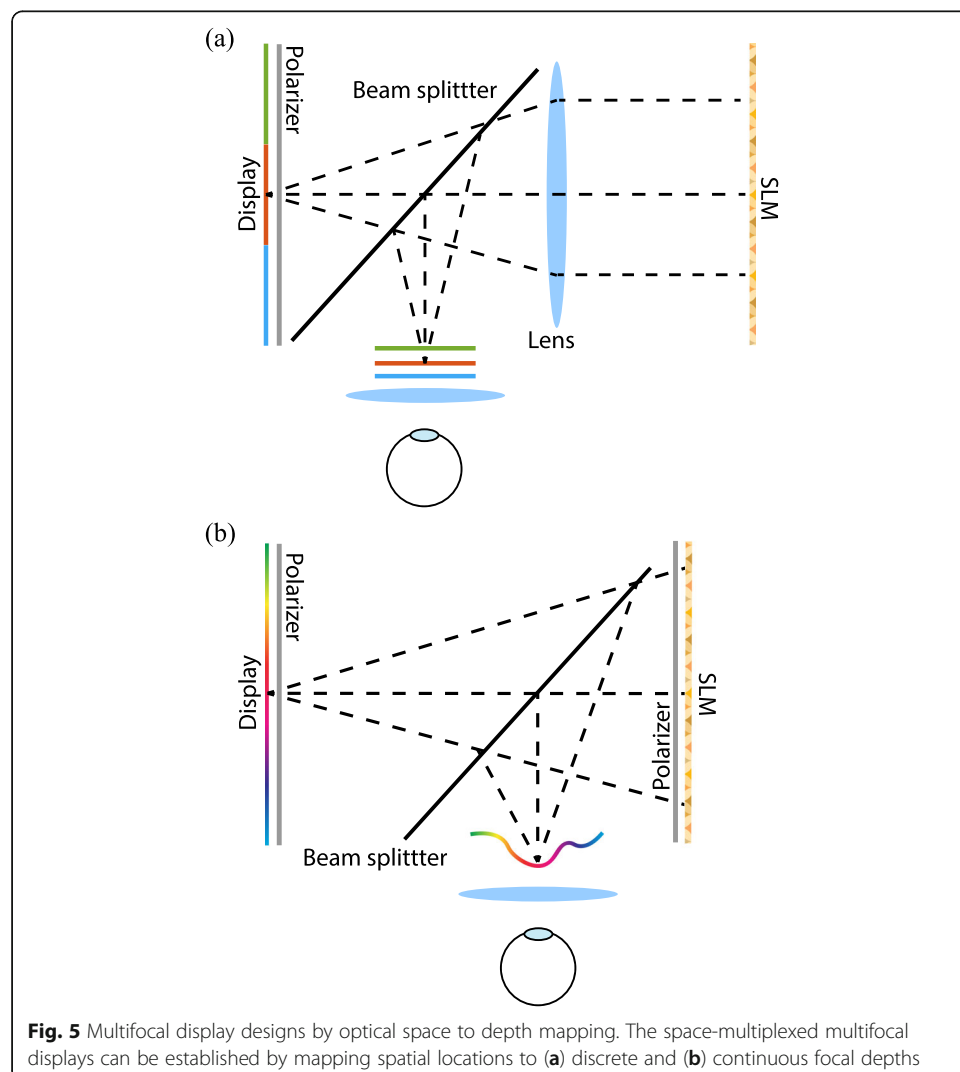 (a)
Polarizer
Beam splittter
Display
SLM
Lens
(b)
Polarizer
Display
SLM
Polarizer
Beam splittter
Fig. 5 Multifocal display designs by optical space to depth mapping. The space-multiplexed multifocal
displays can be established by mapping spatial locations to (a) discrete and (b) continuous focal depths